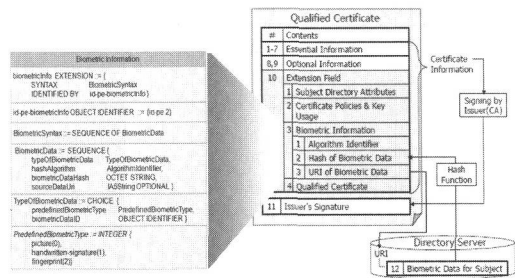 Biometric Information
biometricInfo EXTENSION ::= {
SYNTAX BiometricSyntax
IDENTIFIED BY id-pe-biometricInfo }
id-pe-biometricInfo OBJECT IDENTIFIER ::= {id-pe 2}
BiometricSyntax ::= SEQUENCE OF BiometricData
BiometricData ::= SEQUENCE {
typeOfBiometricData TypeOfBiometricData,
hashAlgorithm AlgorithmIdentifier,
biometricDataHash OCTET STRING,
sourceDataUri IA5String OPTIONAL }
TypeOfBiometricData ::= CHOICE {
predefinedBiometricType PredefinedBiometricType,
biometricDataID OBJECT IDENTIFIER }
PredefinedBiometricType ::= INTEGER {
picture(0),
handwritten-signature(1),
fingerprint(2)}
Qualified Certificate
# Contents
1-7 Essential Information
8,9 Optional Information
10 Extension Field
1 Subject Directory Attributes
2 Certificate Policies & Key
Usage
3 Biometric Information
1 Algorithm Identifier
2 Hash of Biometric Data
3 URI of Biometric Data
4 Qualified Certificate
11 Issuer's Signature
Certificate
Information
Signing by
Issuer(CA)
Hash
Function
Directory Server
URI
12 Biometric Data for Subject